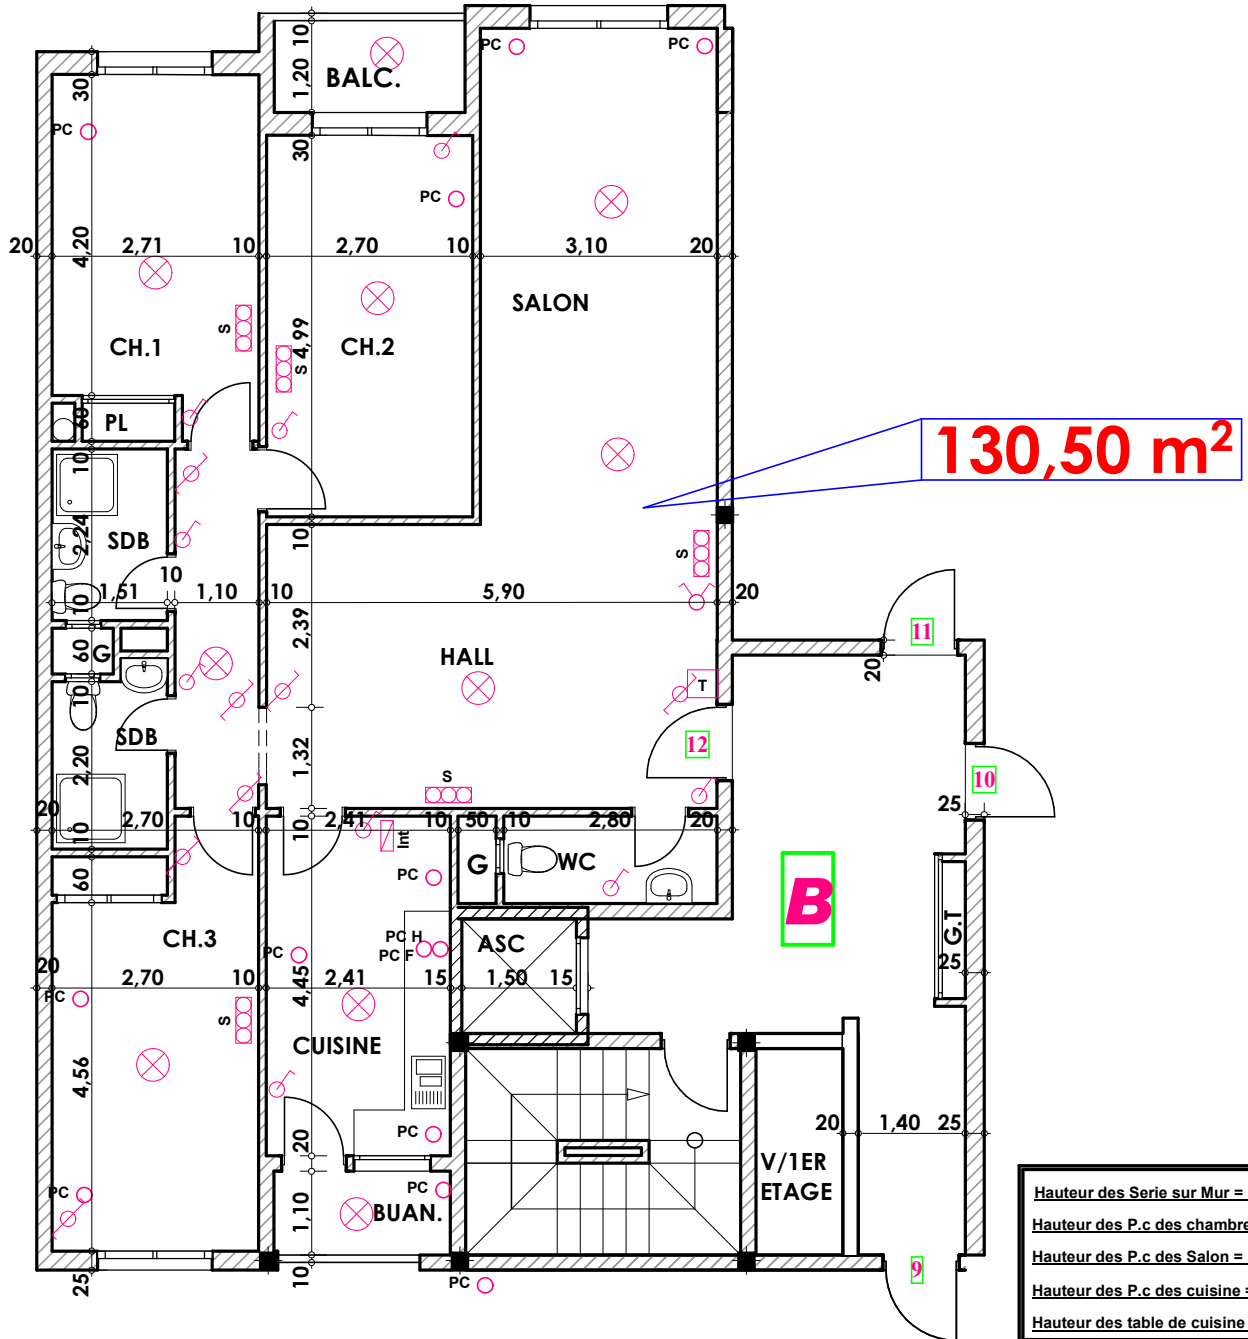 10
PC
PC
1,20
BALC.
30
PC
30
PC
20
4,20
2,71
10
2,70
10
3,10
20
SALON
S
4,99
CH.1
S
CH.2
60
PL
130,50 m²
10
2,24
SDB
10
S
10
10
1,51
1,10
10
5,90
20
2,39
11
60
G
HALL
20
T
10
SDB
12
1,32
10
2,20
S
25
20
10
2,70
10
10
2,41
Int
10
50
10
2,80
20
60
PC
G
WC
B
CH.3
PC
PC H
PC F
ASC
G.T
20
2,70
10
4,45
2,41
15
1,50
15
25
PC
S
CUISINE
4,56
PC
20
1,40
25
20
V/1ER
ETAGE
PC
PC
1,10
BUAN.
Hauteur des Serie sur Mur =
Hauteur des P.c des chambre
Hauteur des P.c des Salon =
Hauteur des P.c des cuisine =
Hauteur des table de cuisine
9
25
10
PC